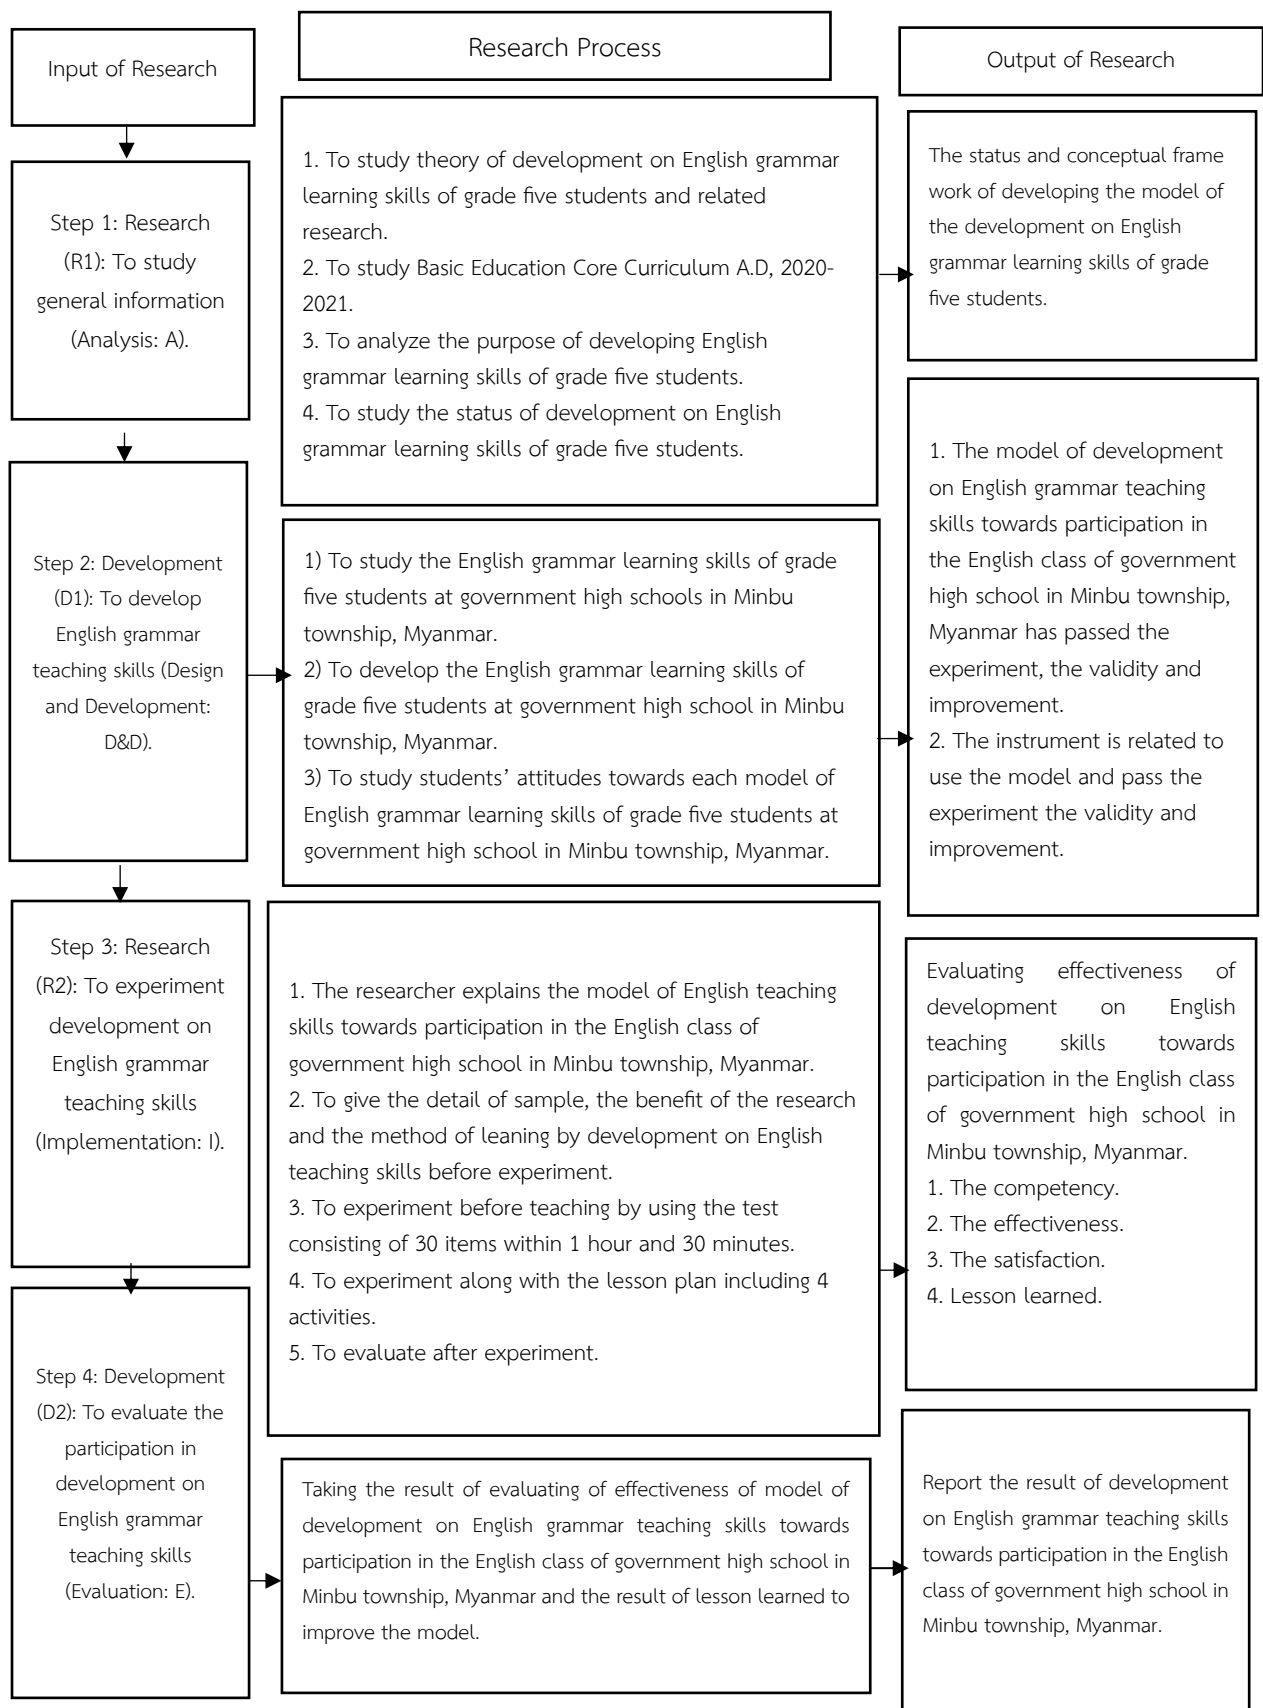 Input of Research
Research Process
Output of Research
Step 1: Research
(R1): To study
general information
(Analysis: A).
1. To study theory of development on English grammar
learning skills of grade five students and related
research.
2. To study Basic Education Core Curriculum A.D, 2020-
2021.
3. To analyze the purpose of developing English
grammar learning skills of grade five students.
4. To study the status of development on English
grammar learning skills of grade five students.
The status and conceptual frame
work of developing the model of
the development on English
grammar learning skills of grade
five students.
Step 2: Development
(D1): To develop
English grammar
teaching skills (Design
and Development:
D&D).
1) To study the English grammar learning skills of grade
five students at government high schools in Minbu
township, Myanmar.
2) To develop the English grammar learning skills of
grade five students at government high school in Minbu
township, Myanmar.
3) To study students’ attitudes towards each model of
English grammar learning skills of grade five students at
government high school in Minbu township, Myanmar.
1. The model of development
on English grammar teaching
skills towards participation in
the English class of government
high school in Minbu township,
Myanmar has passed the
experiment, the validity and
improvement.
2. The instrument is related to
use the model and pass the
experiment the validity and
improvement.
Step 3: Research
(R2): To experiment
development on
English grammar
teaching skills
(Implementation: I).
1. The researcher explains the model of English teaching
skills towards participation in the English class of
government high school in Minbu township, Myanmar.
2. To give the detail of sample, the benefit of the research
and the method of leaning by development on English
teaching skills before experiment.
3. To experiment before teaching by using the test
consisting of 30 items within 1 hour and 30 minutes.
4. To experiment along with the lesson plan including 4
activities.
5. To evaluate after experiment.
Evaluating effectiveness of
development on English
teaching skills towards
participation in the English class
of government high school in
Minbu township, Myanmar.
1. The competency.
2. The effectiveness.
3. The satisfaction.
4. Lesson learned.
Step 4: Development
(D2): To evaluate the
participation in
development on
English grammar
teaching skills
(Evaluation: E).
Taking the result of evaluating of effectiveness of model of
development on English grammar teaching skills towards
participation in the English class of government high school in
Minbu township, Myanmar and the result of lesson learned to
improve the model.
Report the result of development
on English grammar teaching skills
towards participation in the English
class of government high school in
Minbu township, Myanmar.